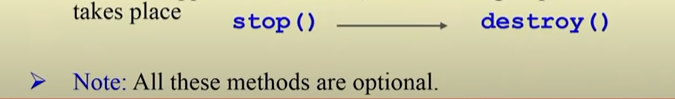 takes place
stop() destroy()
Note: All these methods are optional.